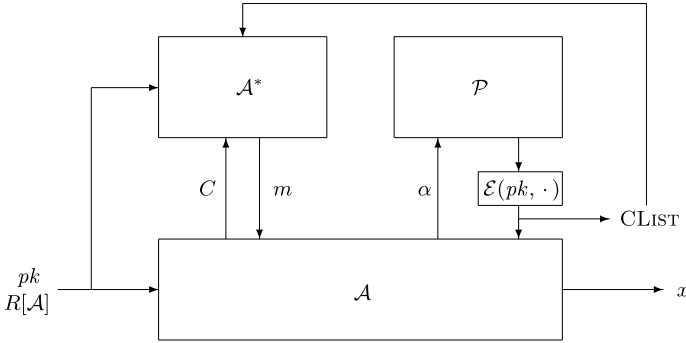 𝒜*
𝒫
C
m
α
ℰ(pk, ·)
CLIST
pk
R[𝒜]
𝒜
x